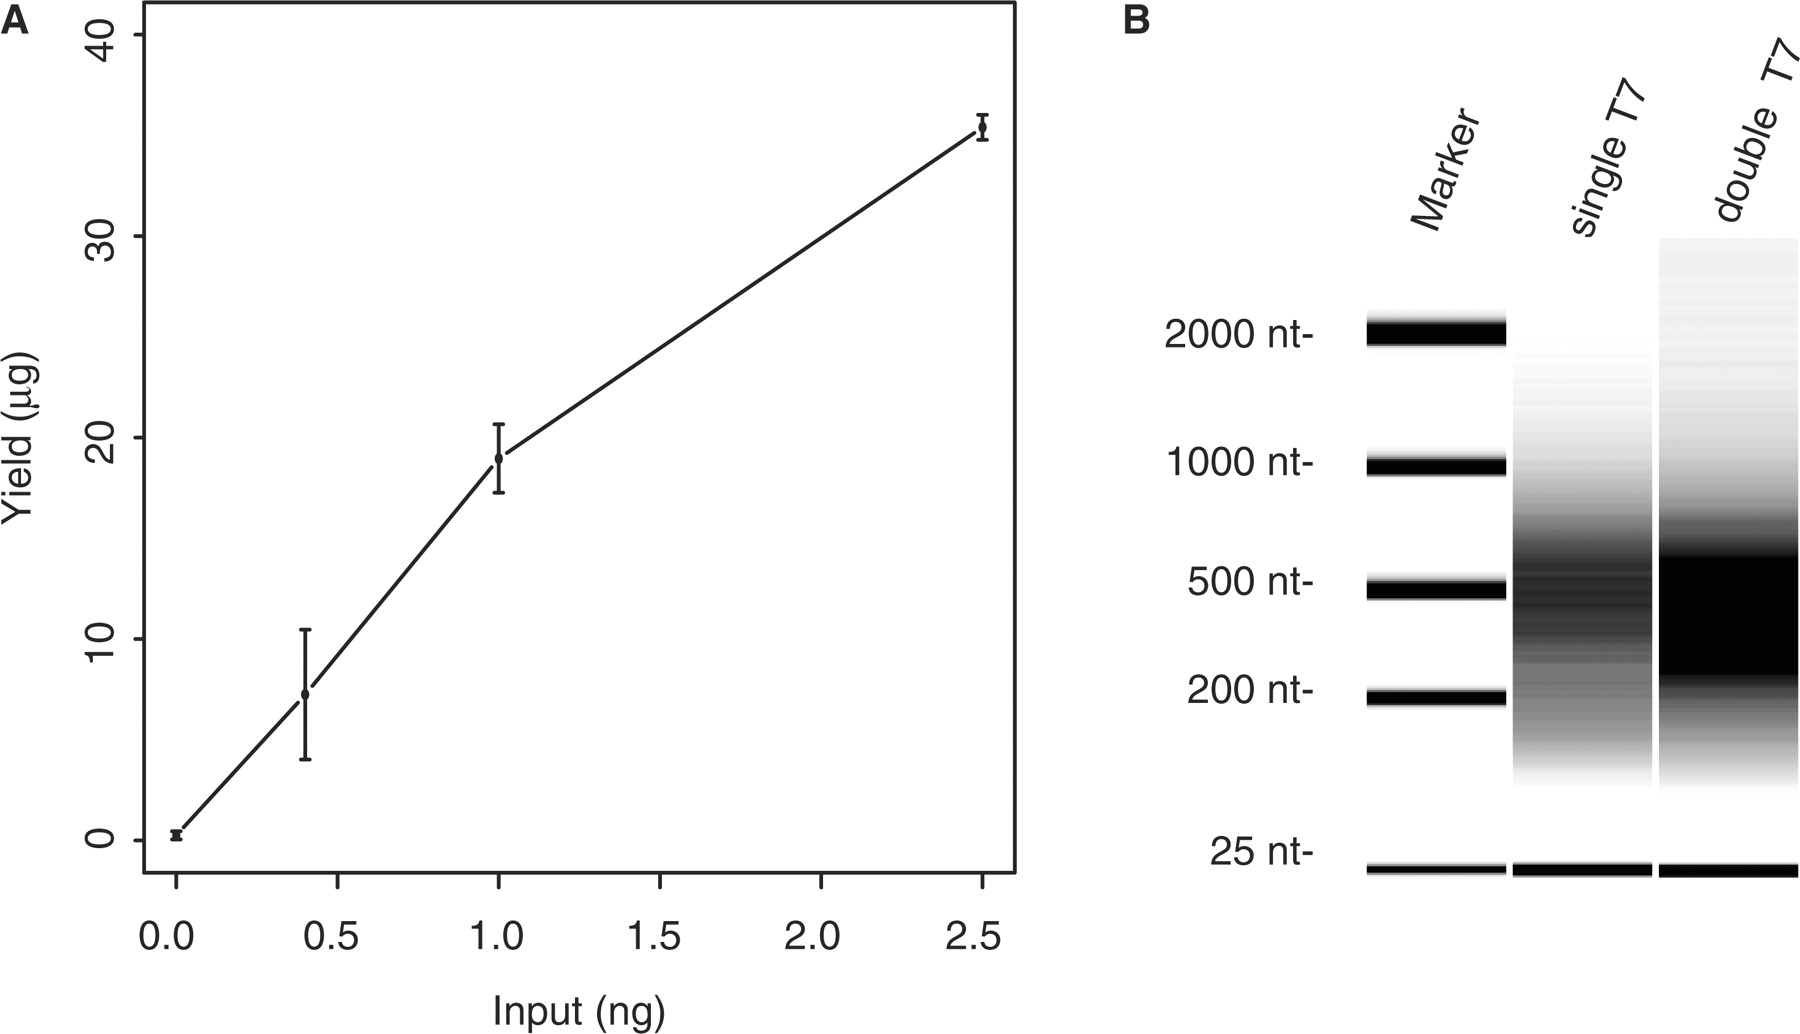 A
40
30
20
10
0
Yield (μg)
0.0 0.5 1.0 1.5 2.0 2.5
Input (ng)
B
Marker
single T7
double T7
2000 nt-
1000 nt-
500 nt-
200 nt-
25 nt-